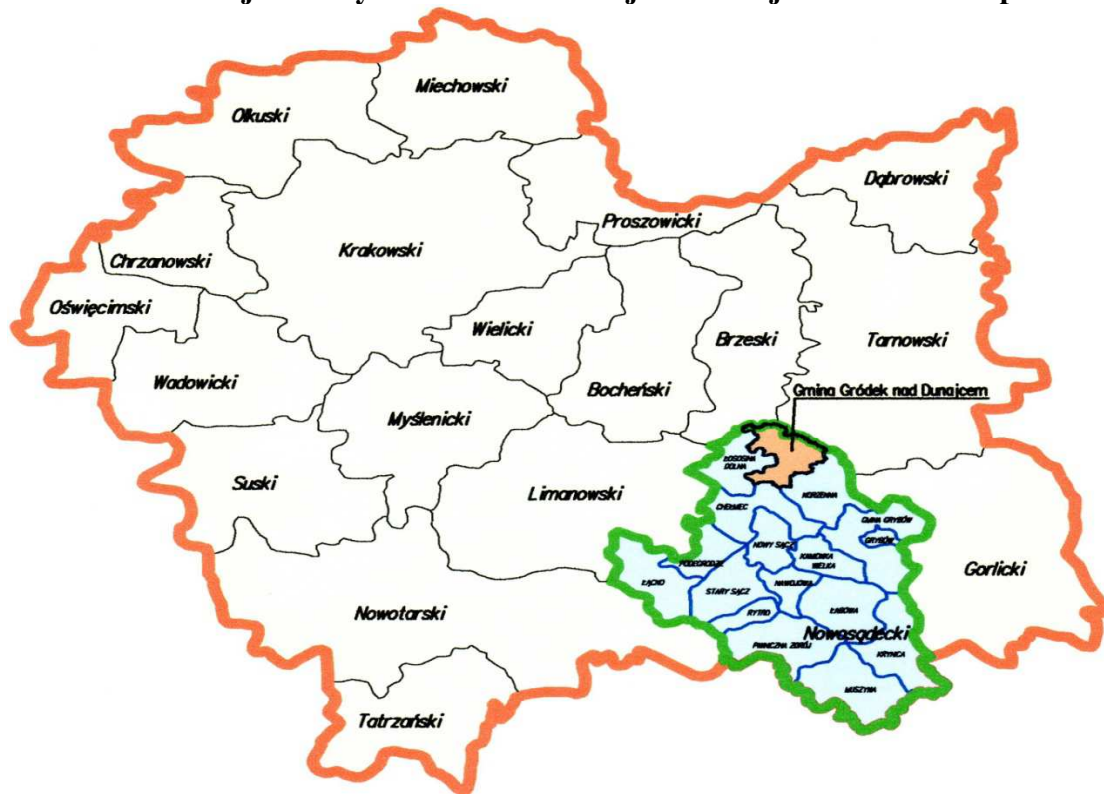 Miechowski
Olkuski
Dąbrowski
Proszowicki
Krakowski
Chrzanowski
Oświęcimski
Wielicki
Brzeski
Tarnowski
Wadowicki
Bocheński
Gmina Gródek nad Dunajcem
Myślenicki
ŁOSOSINA
DOLNA
Suski
Limanowski
KORZENNA
CHEŁMIEC
GMINA GRYBÓW
GRYBÓW
NOWY SĄCZ
KAMIONKA
WIELKA
PODEGRODZIE
Gorlicki
ŁĄCKO
NAWOJOWA
STARY SĄCZ
Nowotarski
RYTRO
ŁABOWA
Nowosądecki
PIWNICZNA ZDRÓJ
KRYNICA
MUSZYNA
Tatrzański